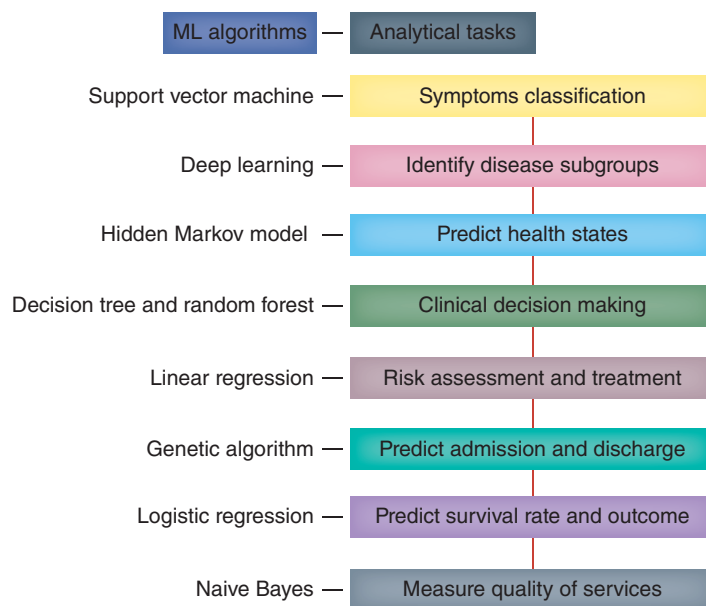 ML algorithms — Analytical tasks
Support vector machine — Symptoms classification
Deep learning — Identify disease subgroups
Hidden Markov model — Predict health states
Decision tree and random forest — Clinical decision making
Linear regression — Risk assessment and treatment
Genetic algorithm — Predict admission and discharge
Logistic regression — Predict survival rate and outcome
Naive Bayes — Measure quality of services